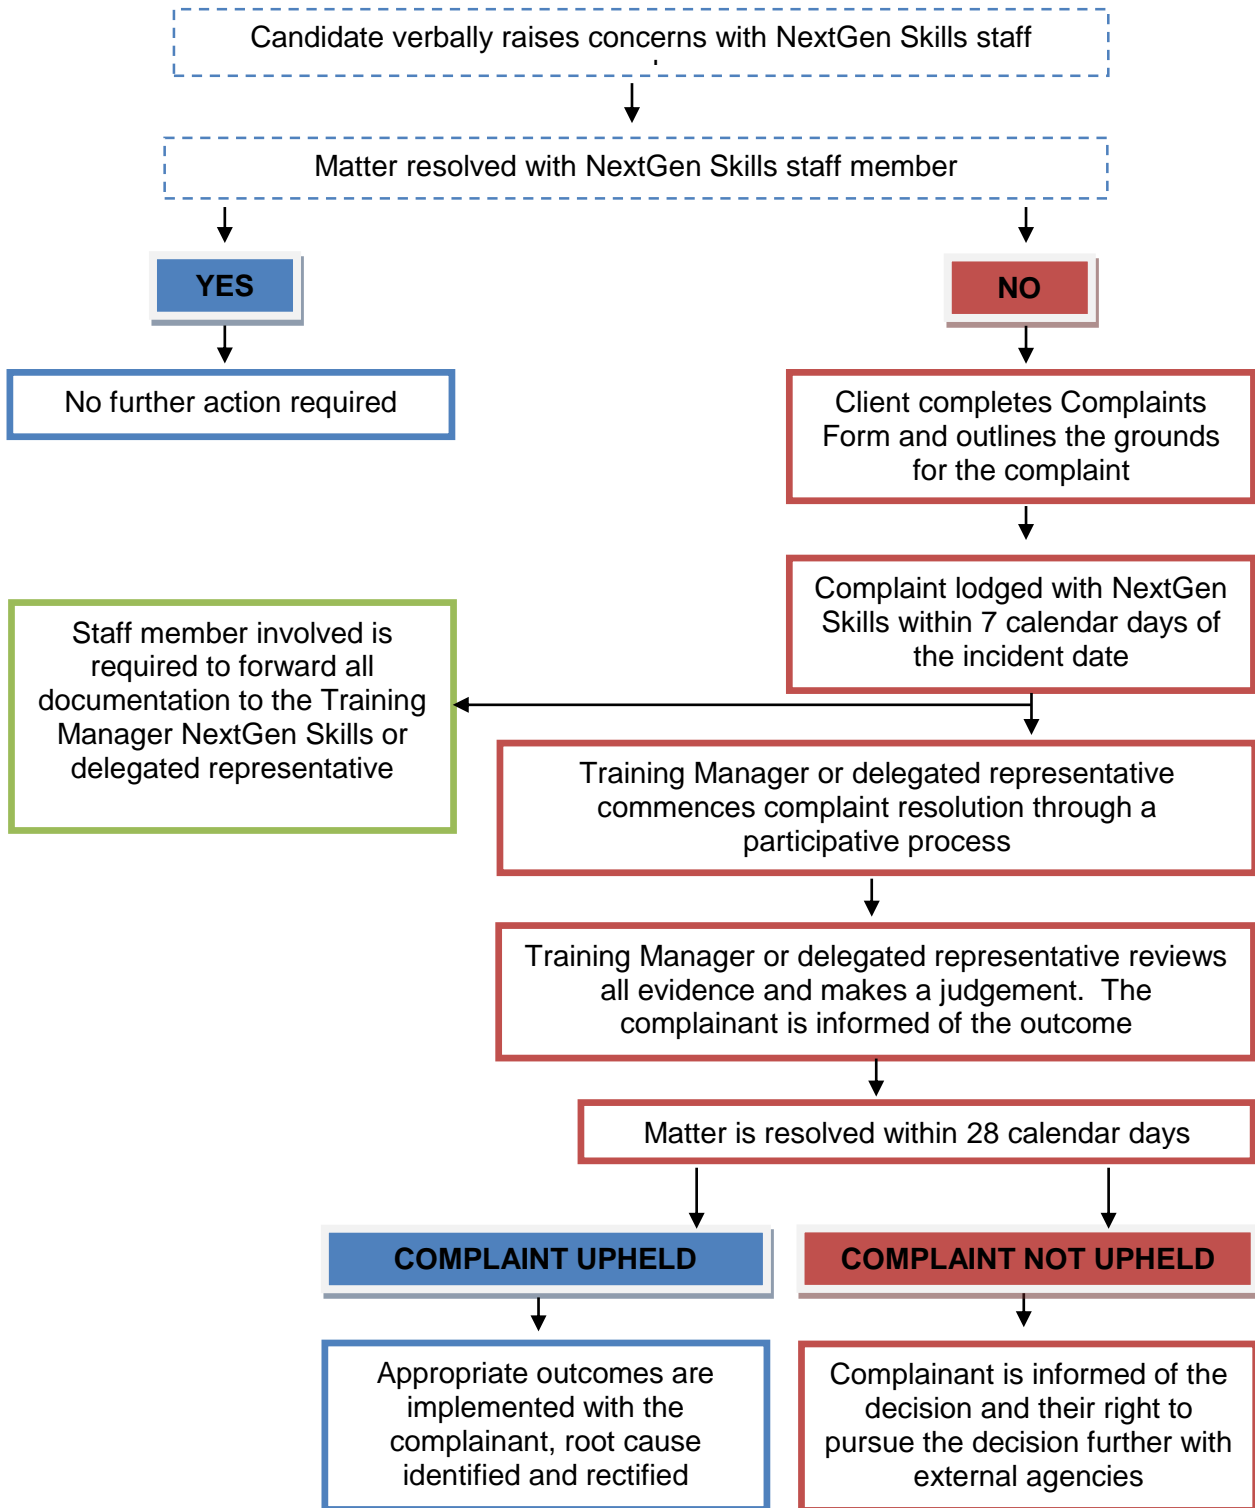 Candidate verbally raises concerns with NextGen Skills staff
Matter resolved with NextGen Skills staff member
YES
NO
No further action required
Client completes Complaints
Form and outlines the grounds
for the complaint
Complaint lodged with NextGen
Skills within 7 calendar days of
the incident date
Staff member involved is
required to forward all
documentation to the Training
Manager NextGen Skills or
delegated representative
Training Manager or delegated representative
commences complaint resolution through a
participative process
Training Manager or delegated representative reviews
all evidence and makes a judgement.  The
complainant is informed of the outcome
Matter is resolved within 28 calendar days
COMPLAINT UPHELD
COMPLAINT NOT UPHELD
Appropriate outcomes are
implemented with the
complainant, root cause
identified and rectified
Complainant is informed of the
decision and their right to
pursue the decision further with
external agencies